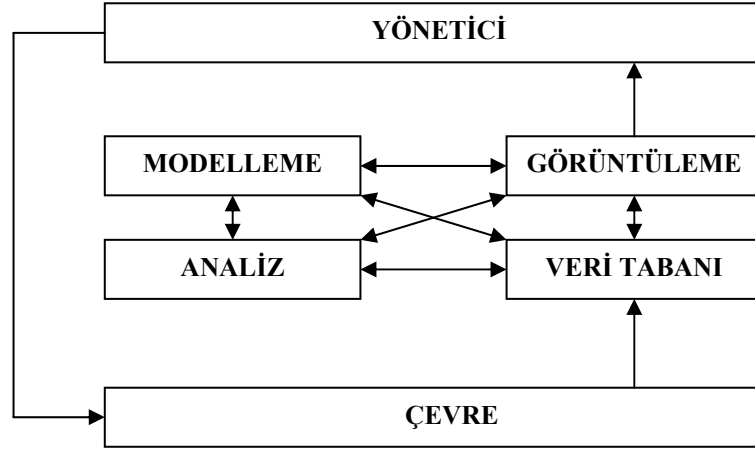 YÖNETİCİ
MODELLEME
GÖRÜNTÜLEME
ANALİZ
VERİ TABANI
ÇEVRE